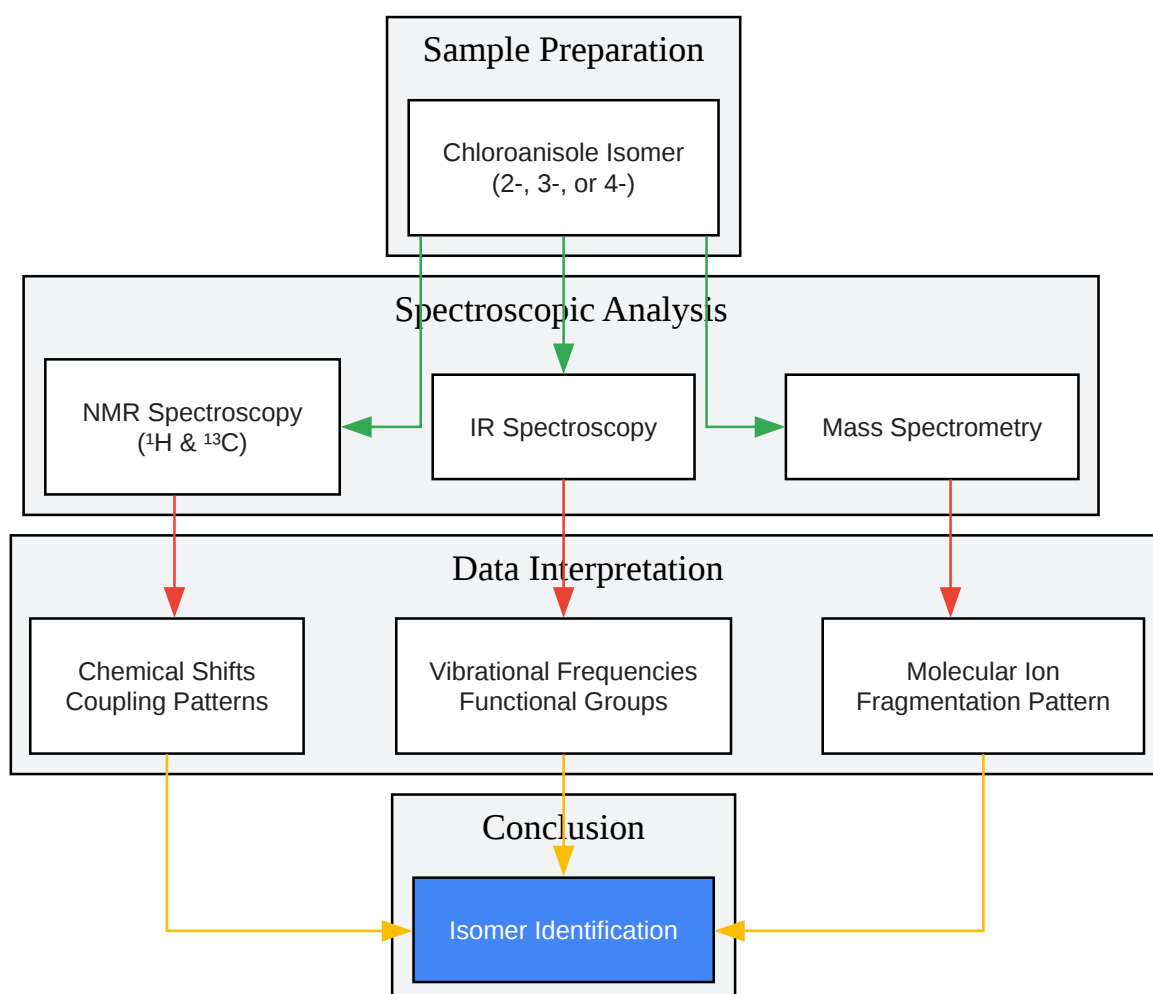 Sample Preparation
Chloroanisole Isomer
(2-, 3-, or 4-)
Spectroscopic Analysis
NMR Spectroscopy
(¹H & ¹³C)
IR Spectroscopy
Mass Spectrometry
Data Interpretation
Chemical Shifts
Coupling Patterns
Vibrational Frequencies
Functional Groups
Molecular Ion
Fragmentation Pattern
Conclusion
Isomer Identification